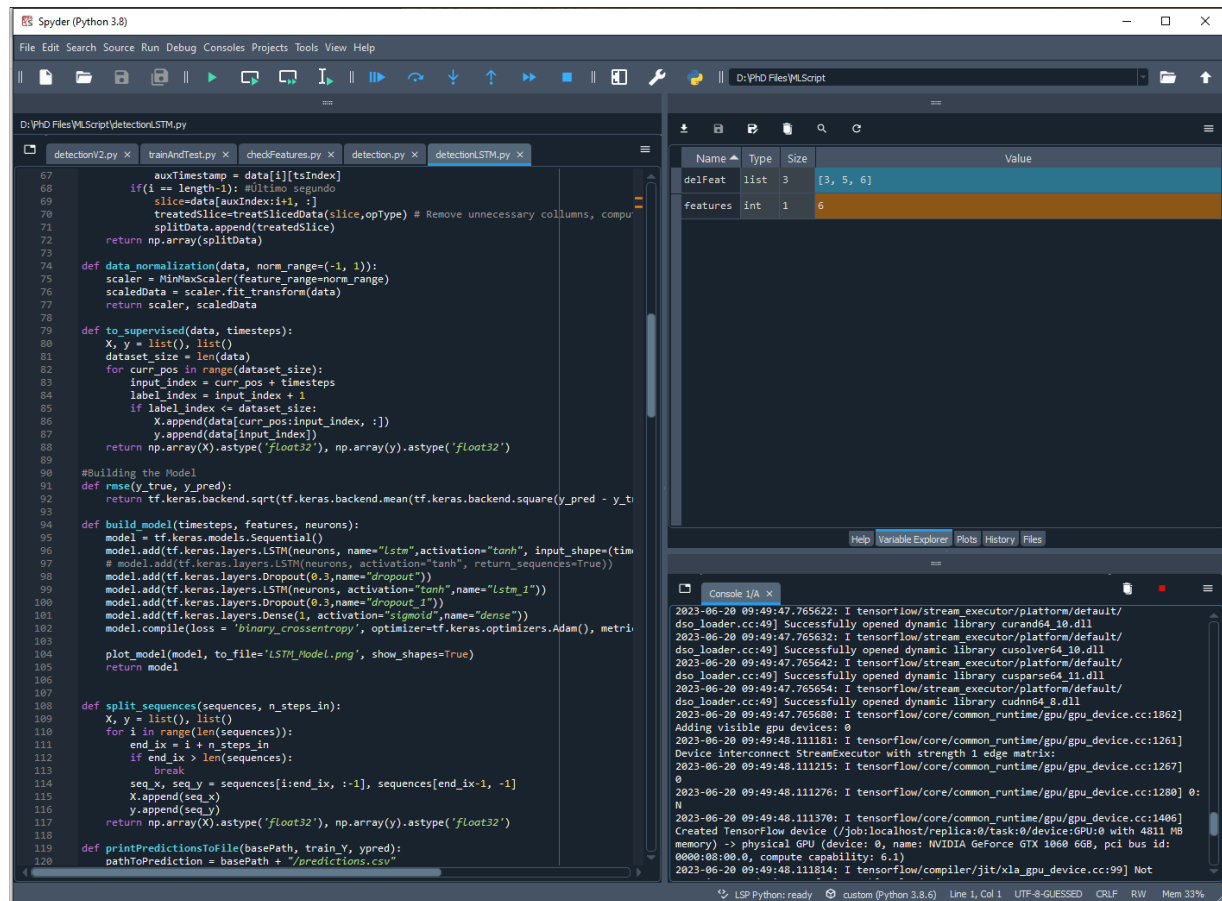 Spyder (Python 3.8)
File Edit Search Source Run Debug Consoles Projects Tools View Help
D:\PhD Files\MLScript
D:\PhD Files\MLScript\detectionLSTM.py
detectionV2.py trainAndTest.py checkFeatures.py detection.py detectionLSTM.py
67 auxTimestamp = data[i][tsIndex]
68 if(i == length-1): #Último segundo
69 slice=data[auxIndex:i+1, :]
70 treatedSlice=treatSlicedData(slice,opType) # Remove unnecessary collumns, compu
71 splitData.append(treatedSlice)
72 return np.array(splitData)
73
74 def data_normalization(data, norm_range=(-1, 1)):
75 scaler = MinMaxScaler(feature_range=norm_range)
76 scaledData = scaler.fit_transform(data)
77 return scaler, scaledData
78
79 def to_supervised(data, timesteps):
80 X, y = list(), list()
81 dataset_size = len(data)
82 for curr_pos in range(dataset_size):
83 input_index = curr_pos + timesteps
84 label_index = input_index + 1
85 if label_index <= dataset_size:
86 X.append(data[curr_pos:input_index, :])
87 y.append(data[input_index])
88 return np.array(X).astype('float32'), np.array(y).astype('float32')
89
90 #Building the Model
91 def rmse(y_true, y_pred):
92 return tf.keras.backend.sqrt(tf.keras.backend.mean(tf.keras.backend.square(y_pred - y_t
93
94 def build_model(timesteps, features, neurons):
95 model = tf.keras.models.Sequential()
96 model.add(tf.keras.layers.LSTM(neurons, name="lstm",activation="tanh", input_shape=(tim
97 # model.add(tf.keras.layers.LSTM(neurons, activation="tanh", return_sequences=True))
98 model.add(tf.keras.layers.Dropout(0.3,name="dropout"))
99 model.add(tf.keras.layers.LSTM(neurons, activation="tanh",name="lstm_1"))
100 model.add(tf.keras.layers.Dropout(0.3,name="dropout_1"))
101 model.add(tf.keras.layers.Dense(1, activation="sigmoid",name="dense"))
102 model.compile(loss = 'binary_crossentropy', optimizer=tf.keras.optimizers.Adam(), metri
103
104 plot_model(model, to_file='LSTM_Model.png', show_shapes=True)
105 return model
106
107
108 def split_sequences(sequences, n_steps_in):
109 X, y = list(), list()
110 for i in range(len(sequences)):
111 end_ix = i + n_steps_in
112 if end_ix > len(sequences):
113 break
114 seq_x, seq_y = sequences[i:end_ix, :-1], sequences[end_ix-1, -1]
115 X.append(seq_x)
116 y.append(seq_y)
117 return np.array(X).astype('float32'), np.array(y).astype('float32')
118
119 def printPredictionsToFile(basePath, train_Y, ypred):
120 pathToPrediction = basePath + "/predictions.csv"
Name Type Size Value
delFeat list 3 [3, 5, 6]
features int 1 6
Help Variable Explorer Plots History Files
Console 1/A
2023-06-20 09:49:47.765622: I tensorflow/stream_executor/platform/default/
dso_loader.cc:49] Successfully opened dynamic library curand64_10.dll
2023-06-20 09:49:47.765632: I tensorflow/stream_executor/platform/default/
dso_loader.cc:49] Successfully opened dynamic library cusolver64_10.dll
2023-06-20 09:49:47.765642: I tensorflow/stream_executor/platform/default/
dso_loader.cc:49] Successfully opened dynamic library cusparse64_11.dll
2023-06-20 09:49:47.765654: I tensorflow/stream_executor/platform/default/
dso_loader.cc:49] Successfully opened dynamic library cudnn64_8.dll
2023-06-20 09:49:47.765680: I tensorflow/core/common_runtime/gpu/gpu_device.cc:1862]
Adding visible gpu devices: 0
2023-06-20 09:49:48.111181: I tensorflow/core/common_runtime/gpu/gpu_device.cc:1261]
Device interconnect StreamExecutor with strength 1 edge matrix:
2023-06-20 09:49:48.111215: I tensorflow/core/common_runtime/gpu/gpu_device.cc:1267]
0
2023-06-20 09:49:48.111276: I tensorflow/core/common_runtime/gpu/gpu_device.cc:1280] 0:
N
2023-06-20 09:49:48.111370: I tensorflow/core/common_runtime/gpu/gpu_device.cc:1406]
Created TensorFlow device (/job:localhost/replica:0/task:0/device:GPU:0 with 4811 MB
memory) -> physical GPU (device: 0, name: NVIDIA GeForce GTX 1060 6GB, pci bus id:
0000:08:00.0, compute capability: 6.1)
2023-06-20 09:49:48.111814: I tensorflow/compiler/jit/xla_gpu_device.cc:99] Not
LSP Python: ready custom (Python 3.8.6) Line 1, Col 1 UTF-8-GUESSED CRLF RW Mem 33%